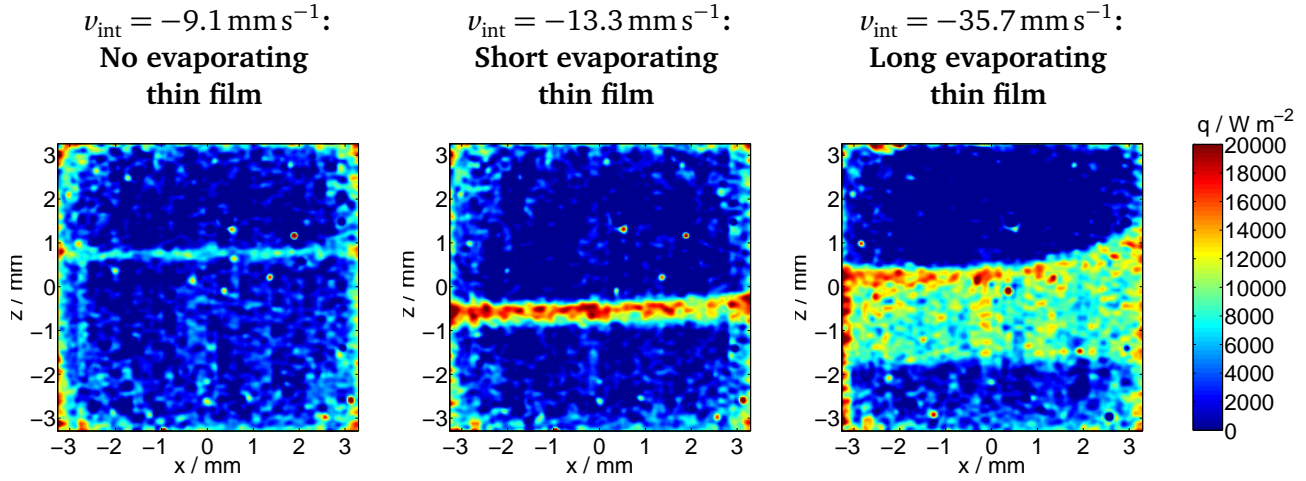 v_int = −9.1 mm s⁻¹:
No evaporating
thin film
v_int = −13.3 mm s⁻¹:
Short evaporating
thin film
v_int = −35.7 mm s⁻¹:
Long evaporating
thin film
z / mm
3
2
1
0
−1
−2
−3
−3 −2 −1 0 1 2 3
x / mm
z / mm
3
2
1
0
−1
−2
−3
−3 −2 −1 0 1 2 3
x / mm
z / mm
3
2
1
0
−1
−2
−3
−3 −2 −1 0 1 2 3
x / mm
q / W m⁻²
20000
18000
16000
14000
12000
10000
8000
6000
4000
2000
0